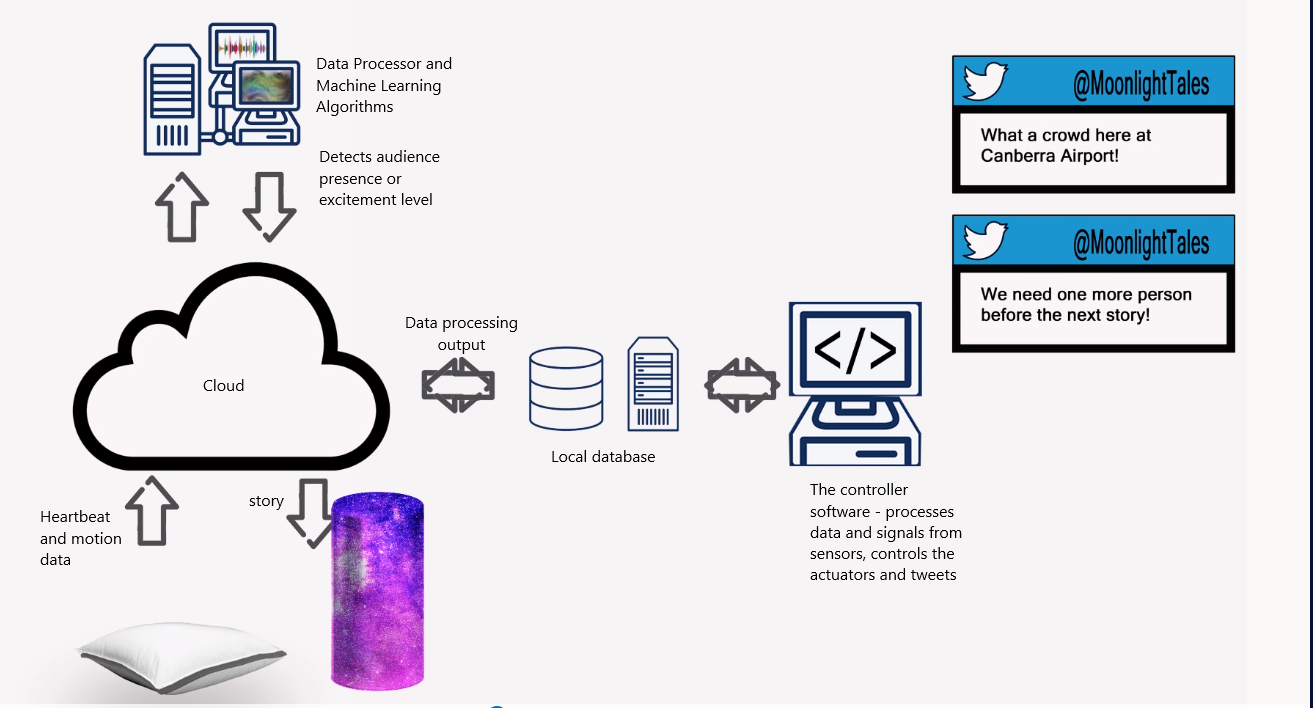 Data Processor and
Machine Learning
Algorithms
Detects audience
presence or
excitement level
@MoonlightTales
What a crowd here at
Canberra Airport!
@MoonlightTales
We need one more person
before the next story!
Cloud
Data processing
output
</>
Local database
The controller
software - processes
data and signals from
sensors, controls the
actuators and tweets
story
Heartbeat
and motion
data